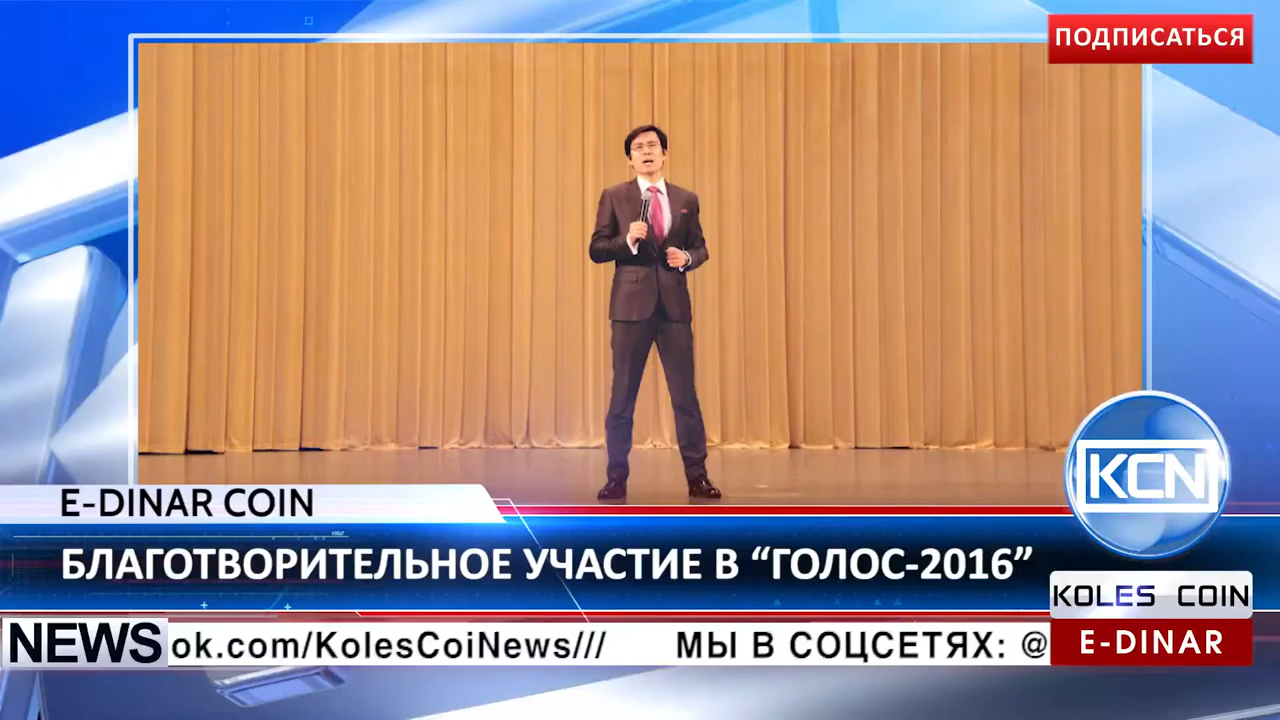 ПОДПИСАТЬСЯ
KCN
E-DINAR COIN
БЛАГОТВОРИТЕЛЬНОЕ УЧАСТИЕ В “ГОЛОС-2016”
KOLES COIN
NEWS
ok.com/KolesCoiNews///
МЫ В СОЦСЕТЯХ: @
E-DINAR